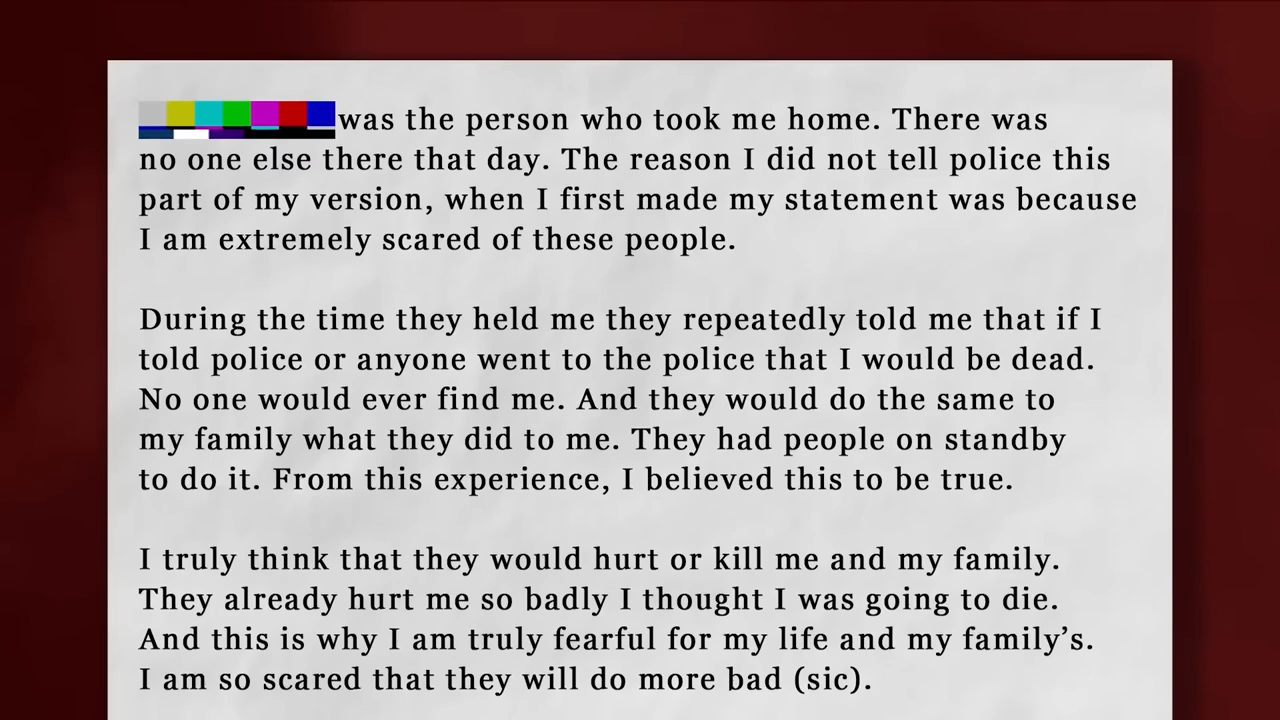 was the person who took me home. There was
no one else there that day. The reason I did not tell police this
part of my version, when I first made my statement was because
I am extremely scared of these people.
During the time they held me they repeatedly told me that if I
told police or anyone went to the police that I would be dead.
No one would ever find me. And they would do the same to
my family what they did to me. They had people on standby
to do it. From this experience, I believed this to be true.
I truly think that they would hurt or kill me and my family.
They already hurt me so badly I thought I was going to die.
And this is why I am truly fearful for my life and my family’s.
I am so scared that they will do more bad (sic).